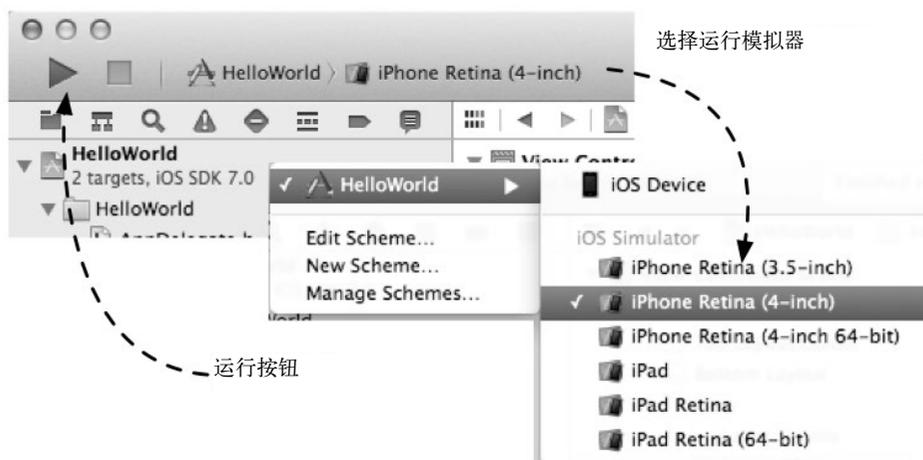 选择运行模拟器
HelloWorld
iPhone Retina (4-inch)
HelloWorld
2 targets, iOS SDK 7.0
HelloWorld
View Contr
HelloWorld
Edit Scheme...
New Scheme...
Manage Schemes...
iOS Device
iOS Simulator
iPhone Retina (3.5-inch)
iPhone Retina (4-inch)
iPhone Retina (4-inch 64-bit)
iPad
iPad Retina
iPad Retina (64-bit)
运行按钮